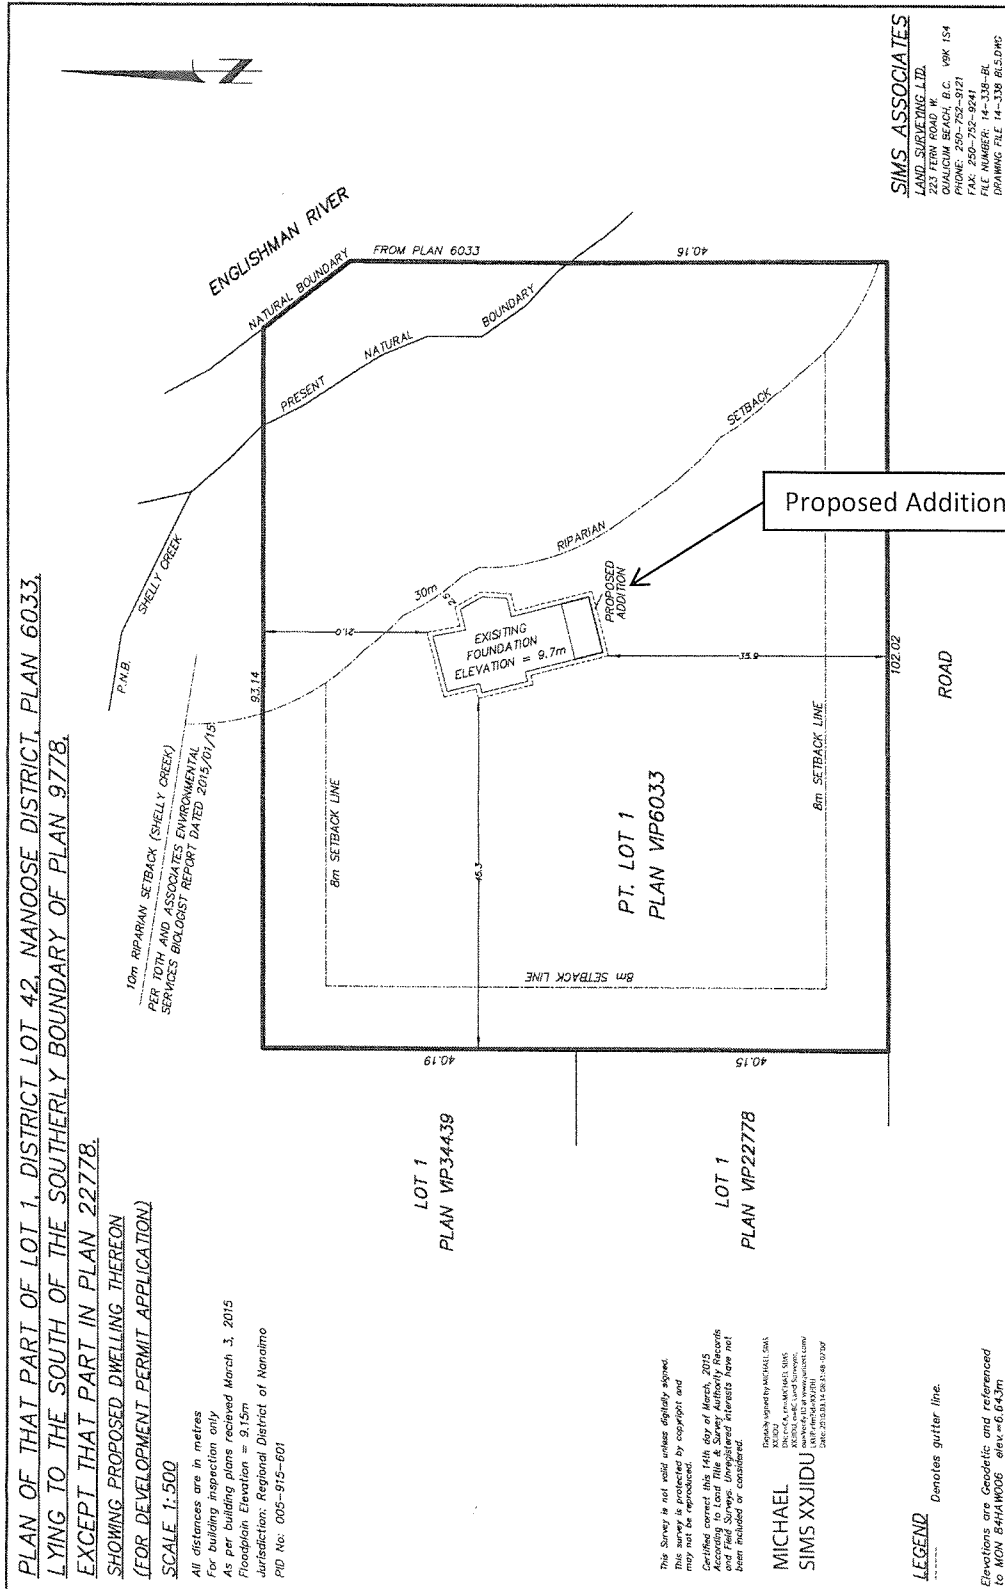 PLAN OF THAT PART OF LOT 1, DISTRICT LOT 42, NANOOSE DISTRICT, PLAN 6033,
LYING TO THE SOUTH OF THE SOUTHERLY BOUNDARY OF PLAN 9778,
EXCEPT THAT PART IN PLAN 22778.
SHOWING PROPOSED DWELLING THEREON
(FOR DEVELOPMENT PERMIT APPLICATION)
SCALE 1:500
All distances are in metres
For building inspection only
As per building plans recieved March 3, 2015
Floodplain Elevation = 9.15m
Jurisdiction: Regional District of Nanaimo
PID No: 005-915-601
10m RIPARIAN SETBACK (SHELLY CREEK)
PER TOTH AND ASSOCIATES ENVIRONMENTAL
SERVICES BIOLOGIST REPORT DATED 2015/01/15
P.N.B.
SHELLY CREEK
ENGLISHMAN RIVER
NATURAL BOUNDARY
FROM PLAN 6033
PRESENT
NATURAL
BOUNDARY
93.14
40.16
21.0
30m
RIPARIAN
SETBACK
8m SETBACK LINE
EXISITING
FOUNDATION
ELEVATION = 9.7m
PROPOSED
ADDITION
Proposed Addition
45.3
35.9
8m SETBACK LINE
8m SETBACK LINE
PT. LOT 1
PLAN VIP6033
40.19
40.15
102.02
ROAD
LOT 1
PLAN VIP34439
LOT 1
PLAN VIP22778
This Survey is not valid unless digitally signed.
This survey is protected by copyright and
may not be reproduced.
Certified correct this 14th day of March, 2015
According to Land Title & Survey Authority Records
and Field Surveys. Unregistered interests have not
been included or considered.
MICHAEL
SIMS XXJIDU
Digitally signed by MICHAEL SIMS
XXJIDU
LEGEND
------ Denotes gutter line.
Elevations are Geodetic and referenced
to MON 84HAW006 elev.=6.643m
SIMS ASSOCIATES
LAND SURVEYING LTD.
223 FERN ROAD W.
QUALICUM BEACH, B.C. V9K 1S4
PHONE: 250-752-9121
FAX: 250-752-9241
FILE NUMBER: 14-338-BL
DRAWING FILE 14-338 BLS.DWG